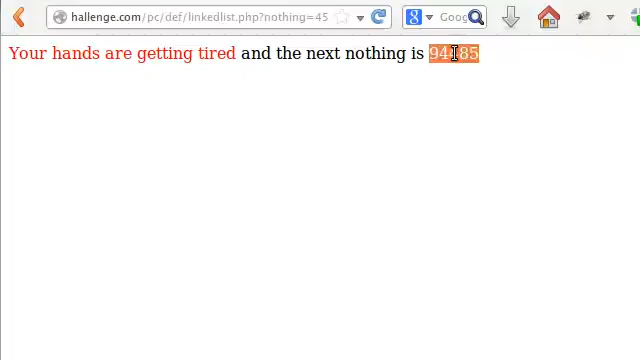 hallenge.com/pc/def/linkedlist.php?nothing=45
Goog
Your hands are getting tired and the next nothing is 94485